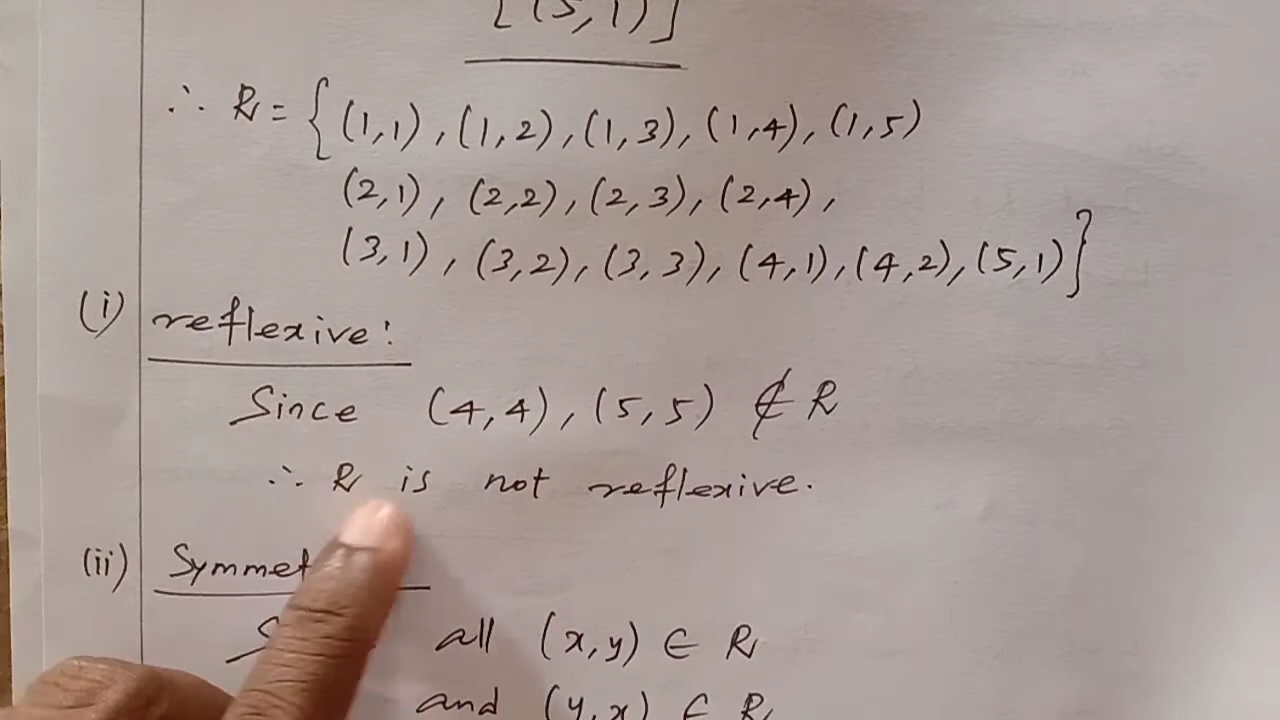 [(5,1)]
∴ R = {(1,1), (1,2), (1,3), (1,4), (1,5)
(2,1), (2,2), (2,3), (2,4),
(3,1), (3,2), (3,3), (4,1), (4,2), (5,1)}
(i) reflexive:
Since (4,4), (5,5) ∉ R
∴ R is not reflexive.
(ii) Symmet
all (x,y) ∈ R
and (y,x) ∈ R